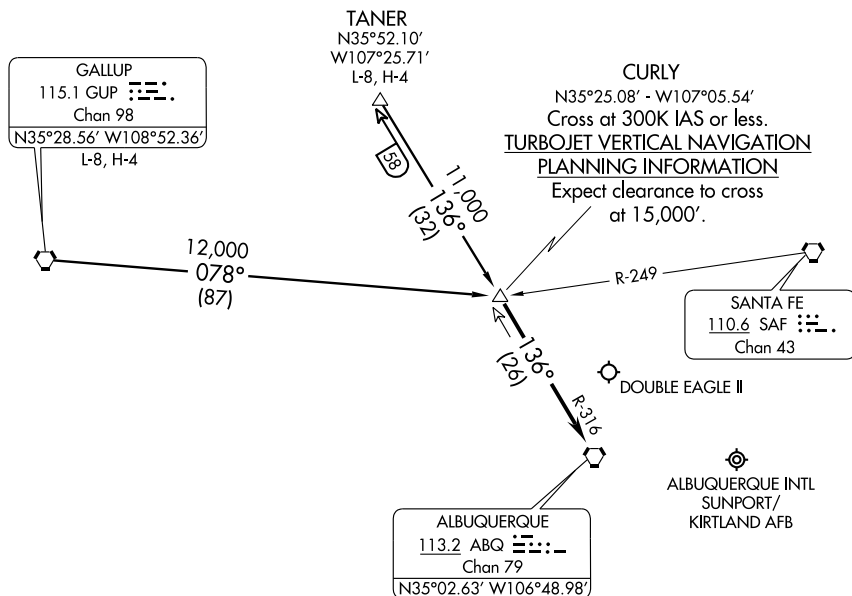 TANER
N35°52.10'
W107°25.71'
L-8, H-4
GALLUP
115.1 GUP
Chan 98
N35°28.56' W108°52.36'
L-8, H-4
CURLY
N35°25.08' - W107°05.54'
Cross at 300K IAS or less.
TURBOJET VERTICAL NAVIGATION
PLANNING INFORMATION
Expect clearance to cross
at 15,000'.
58
11,000
136°
(32)
12,000
078°
(87)
R-249
SANTA FE
110.6 SAF
Chan 43
136°
(26)
R-316
DOUBLE EAGLE II
ALBUQUERQUE INTL
SUNPORT/
KIRTLAND AFB
ALBUQUERQUE
113.2 ABQ
Chan 79
N35°02.63' W106°48.98'